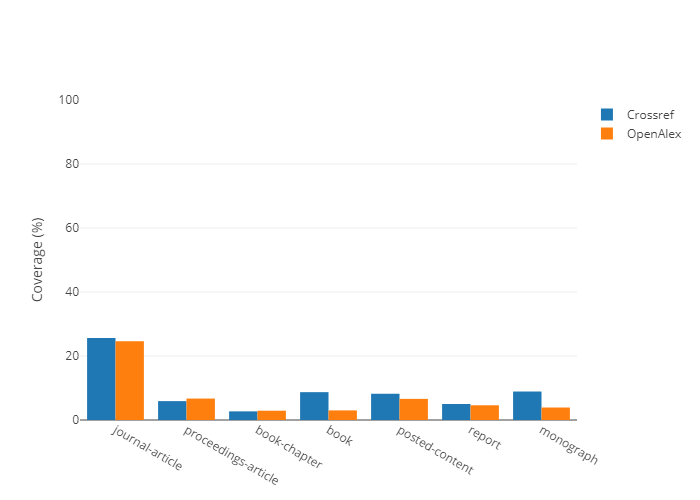 100
80
60
40
20
0
Coverage (%)
journal-article
proceedings-article
book-chapter
book
posted-content
report
monograph
Crossref
OpenAlex